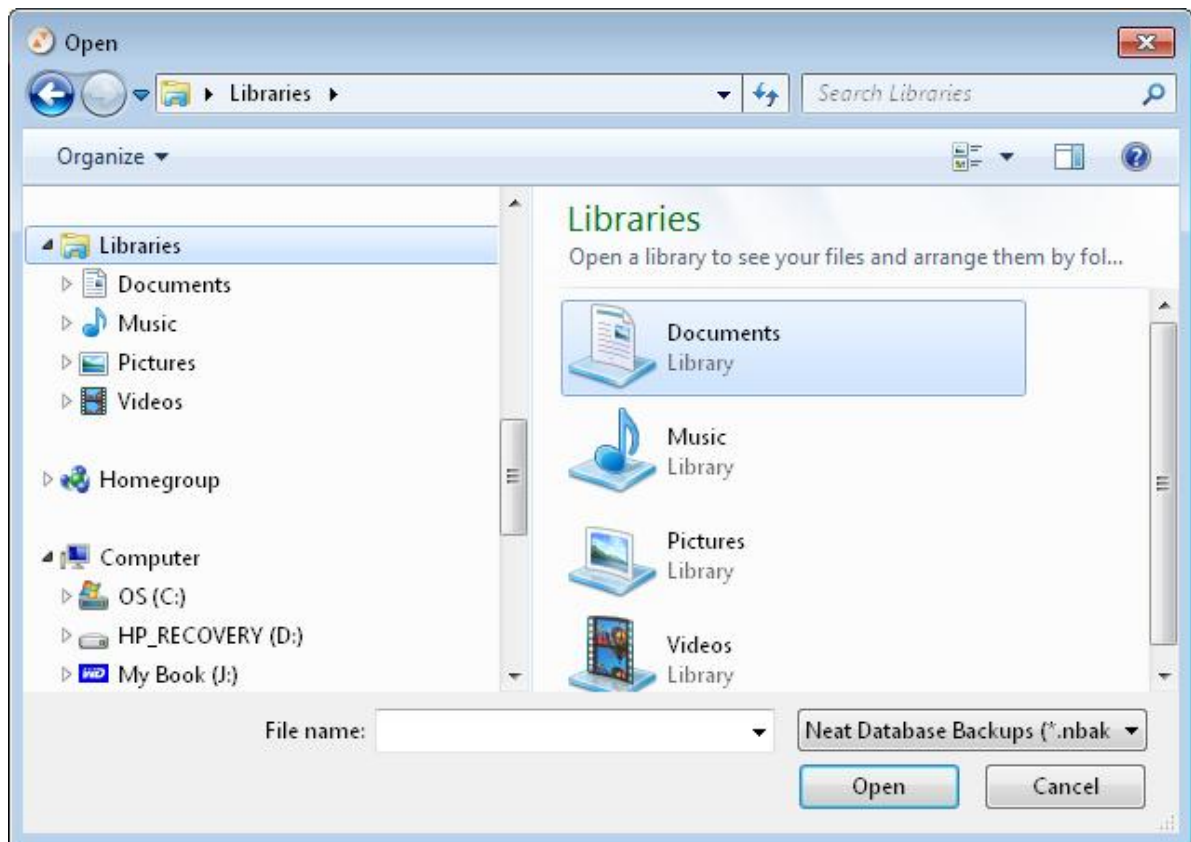 Open
Libraries
Search Libraries
Organize
Libraries
Documents
Music
Pictures
Videos
Homegroup
Computer
OS (C:)
HP_RECOVERY (D:)
WD My Book (J:)
Libraries
Open a library to see your files and arrange them by fol...
Documents
Library
Music
Library
Pictures
Library
Videos
Library
File name:
Neat Database Backups (*.nbak
Open
Cancel